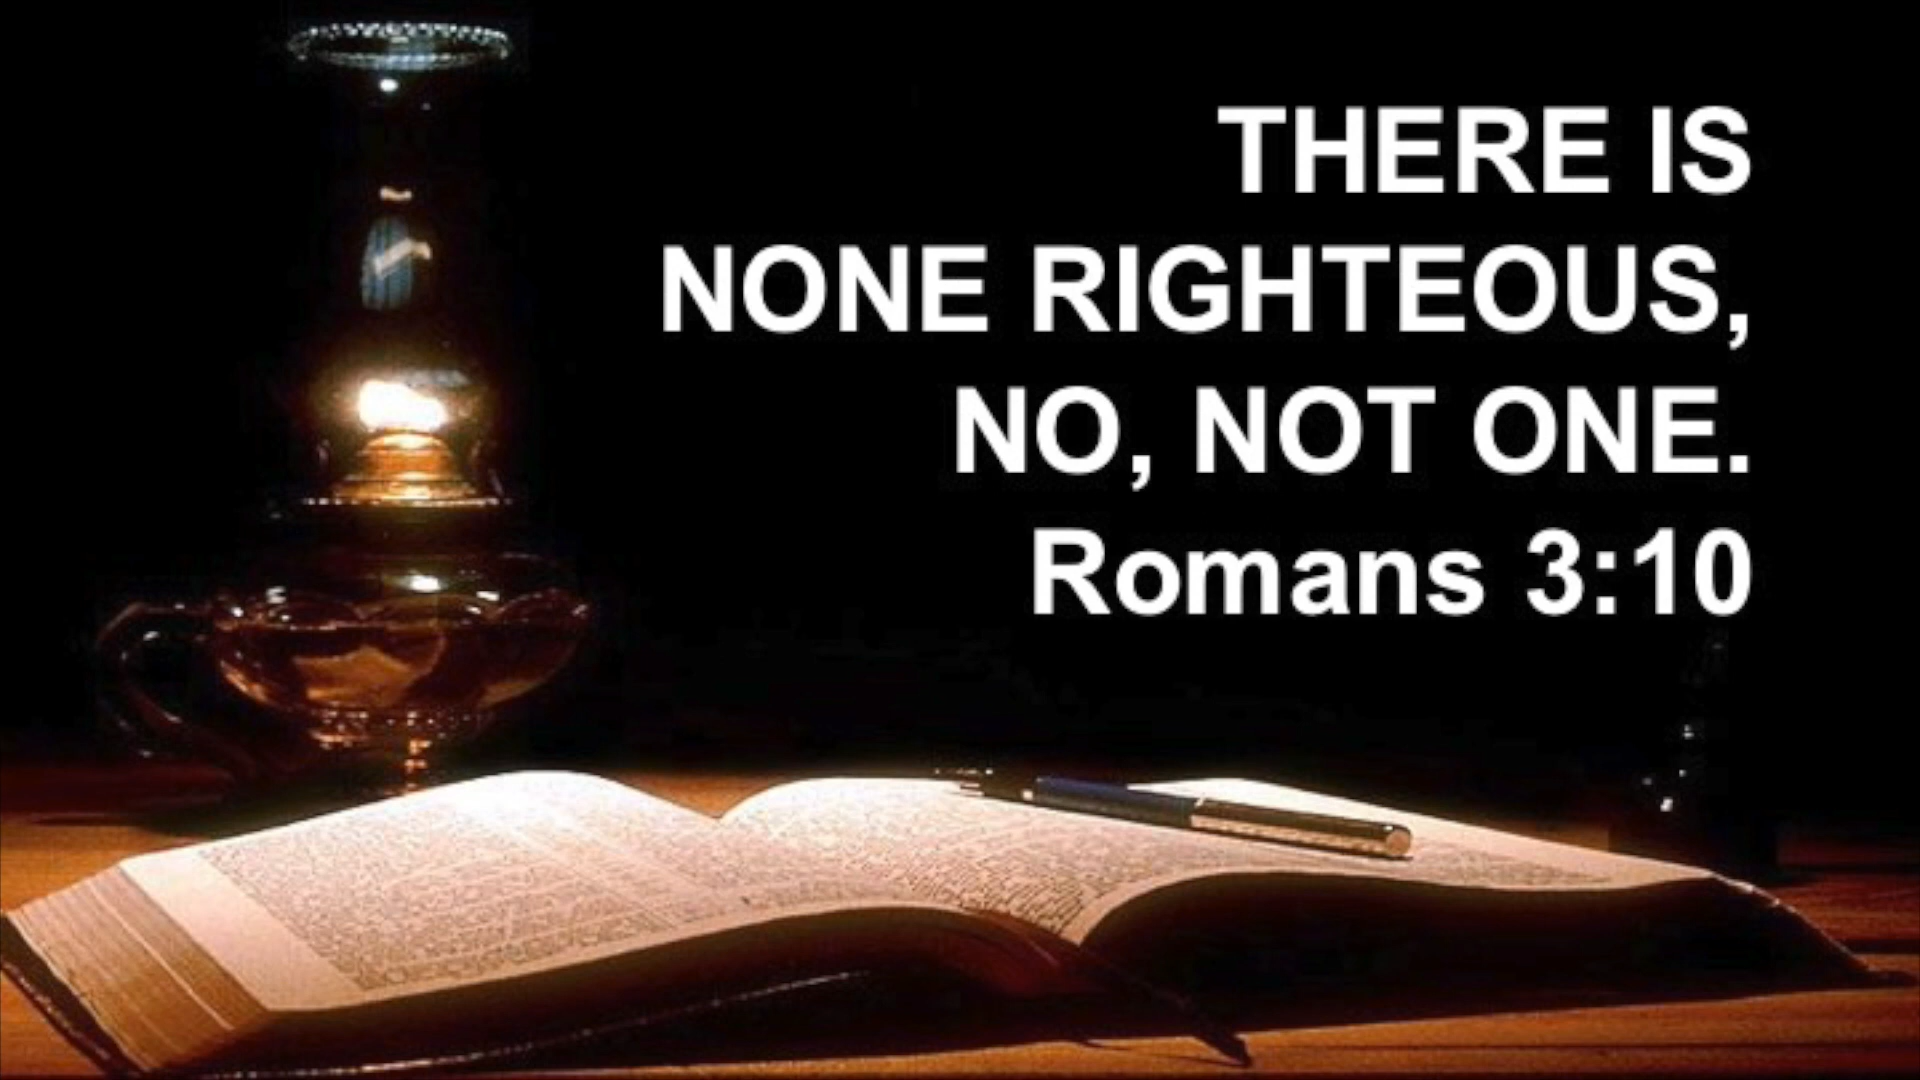 THERE IS
NONE RIGHTEOUS,
NO, NOT ONE.
Romans 3:10